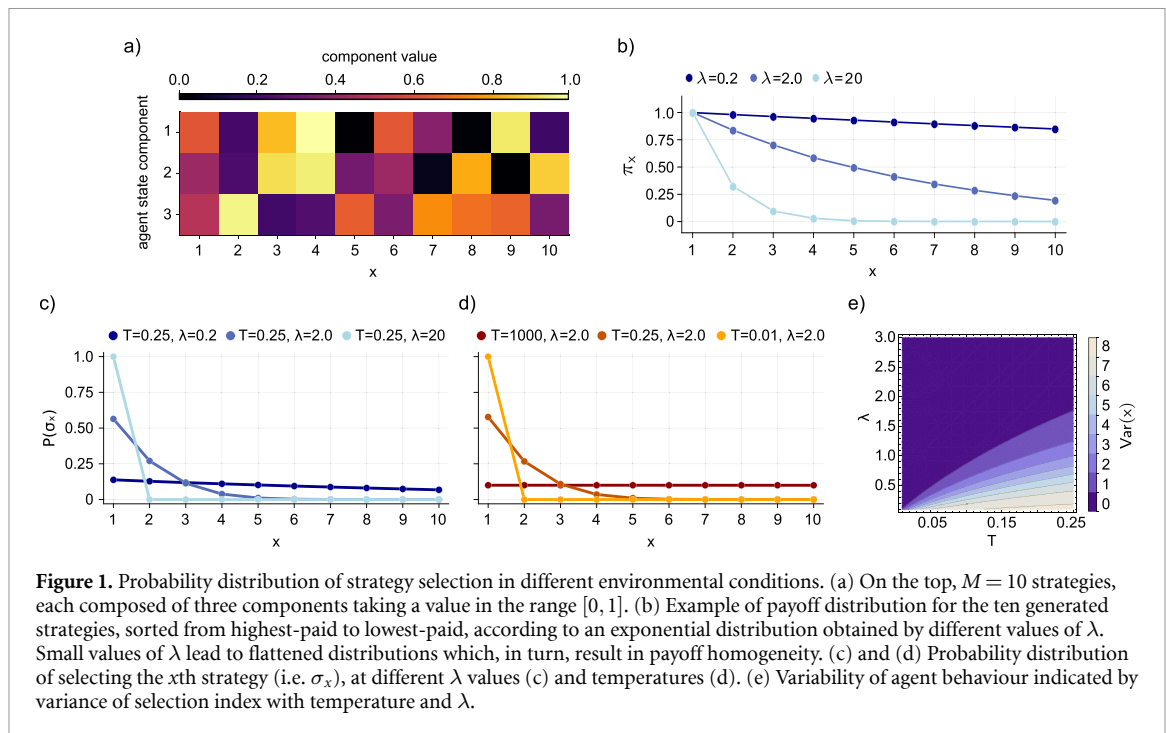 a)
component value
0.0 0.2 0.4 0.6 0.8 1.0
agent state component
1
2
3
1 2 3 4 5 6 7 8 9 10
x
b)
λ=0.2 λ=2.0 λ=20
π_x
1.0
0.75
0.50
0.25
0
1 2 3 4 5 6 7 8 9 10
x
c)
T=0.25, λ=0.2 T=0.25, λ=2.0 T=0.25, λ=20
P(σₓ)
1.0
0.75
0.50
0.25
0
1 2 3 4 5 6 7 8 9 10
x
d)
T=1000, λ=2.0 T=0.25, λ=2.0 T=0.01, λ=2.0
1 2 3 4 5 6 7 8 9 10
x
e)
λ
3.0
2.5
2.0
1.5
1.0
0.5
0.05 0.15 0.25
T
8
7
6
5
4
3
2
1
0
Var(x)
Figure 1. Probability distribution of strategy selection in different environmental conditions. (a) On the top, M = 10 strategies,
each composed of three components taking a value in the range [0, 1]. (b) Example of payoff distribution for the ten generated
strategies, sorted from highest-paid to lowest-paid, according to an exponential distribution obtained by different values of λ.
Small values of λ lead to flattened distributions which, in turn, result in payoff homogeneity. (c) and (d) Probability distribution
of selecting the xth strategy (i.e. σₓ), at different λ values (c) and temperatures (d). (e) Variability of agent behaviour indicated by
variance of selection index with temperature and λ.